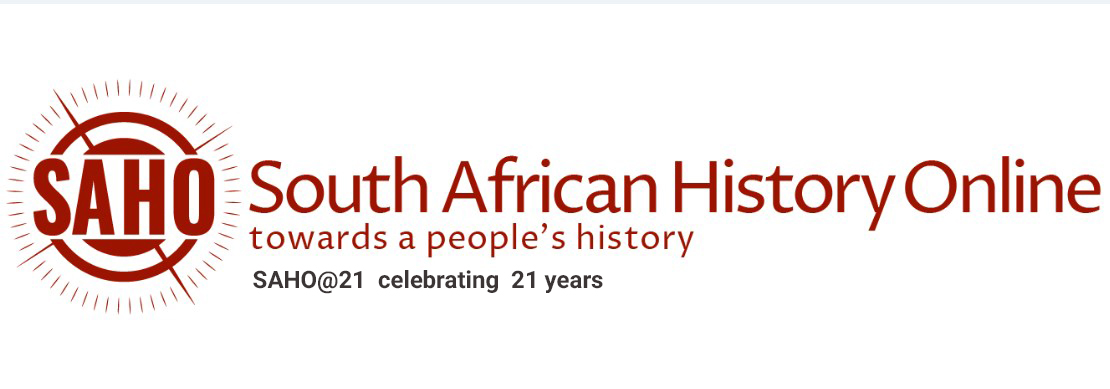 SAHO
South African History Online
towards a people's history
SAHO@21 celebrating 21 years